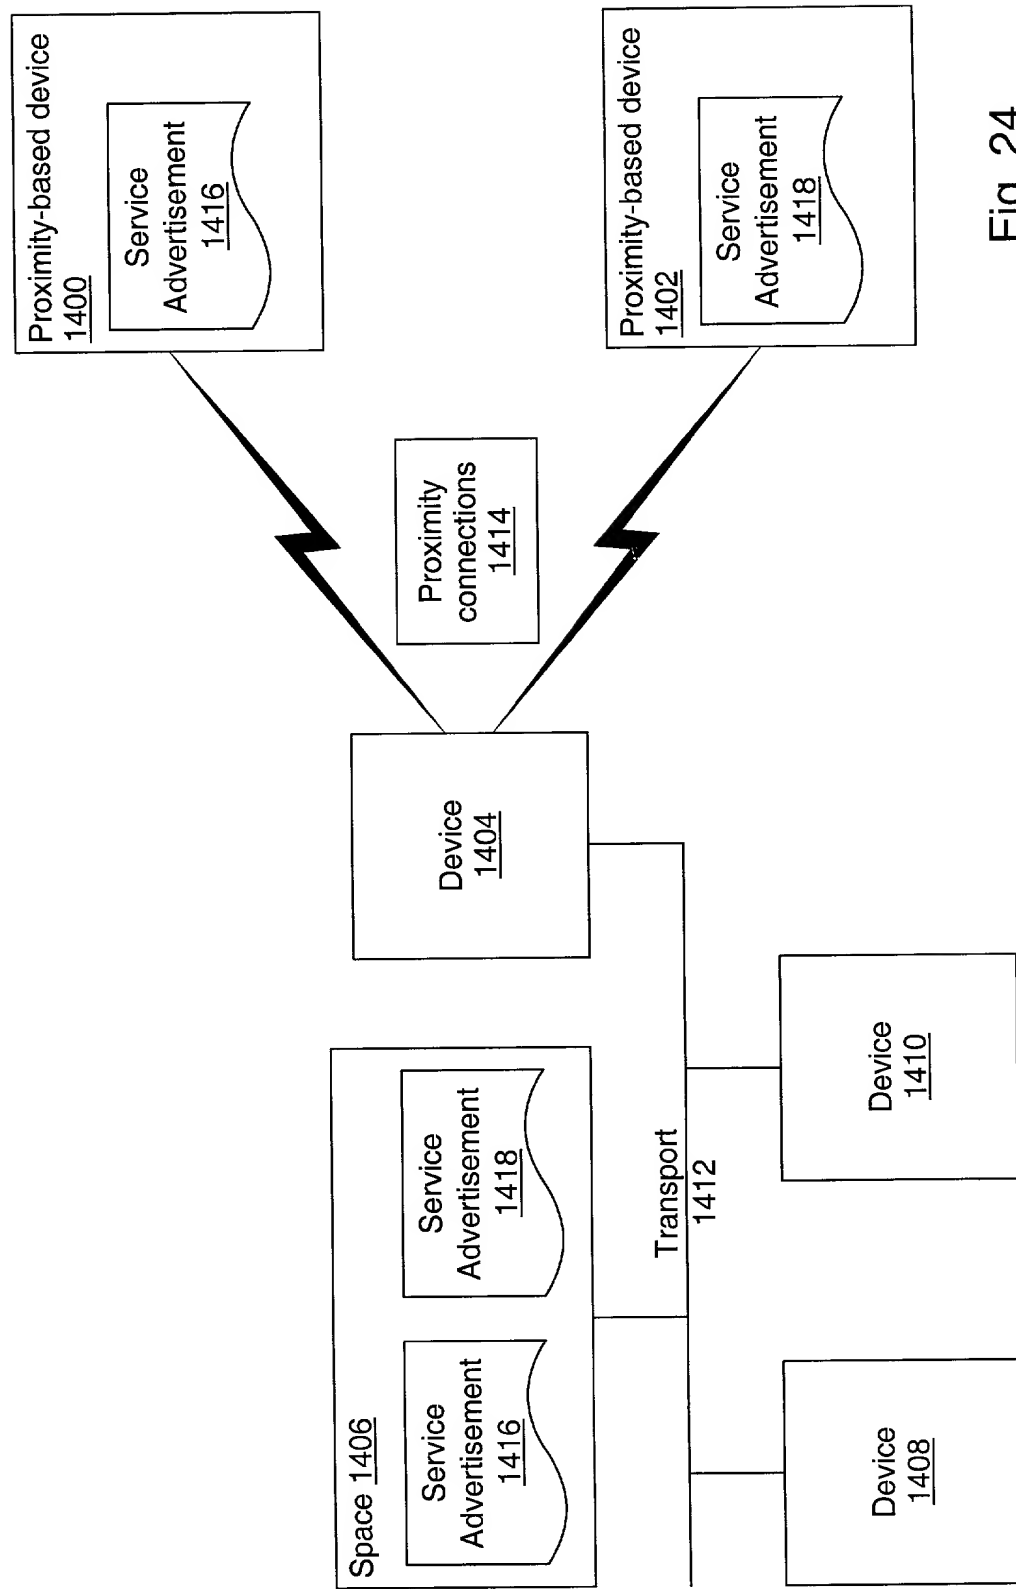 Space 1406
Service
Advertisement
1416
Service
Advertisement
1418
Device
1404
Proximity
connections
1414
Proximity-based device
1400
Service
Advertisement
1416
Proximity-based device
1402
Service
Advertisement
1418
Transport
1412
Device
1408
Device
1410
Fig. 24